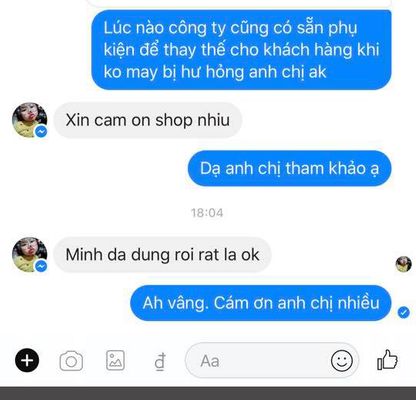 Lúc nào công ty cũng có sẵn phụ
kiện để thay thế cho khách hàng khi
ko may bị hư hỏng anh chị ak
Xin cam on shop nhiu
Dạ anh chị tham khảo ạ
18:04
Minh da dung roi rat la ok
Ah vâng. Cám ơn anh chị nhiều
đ Aa